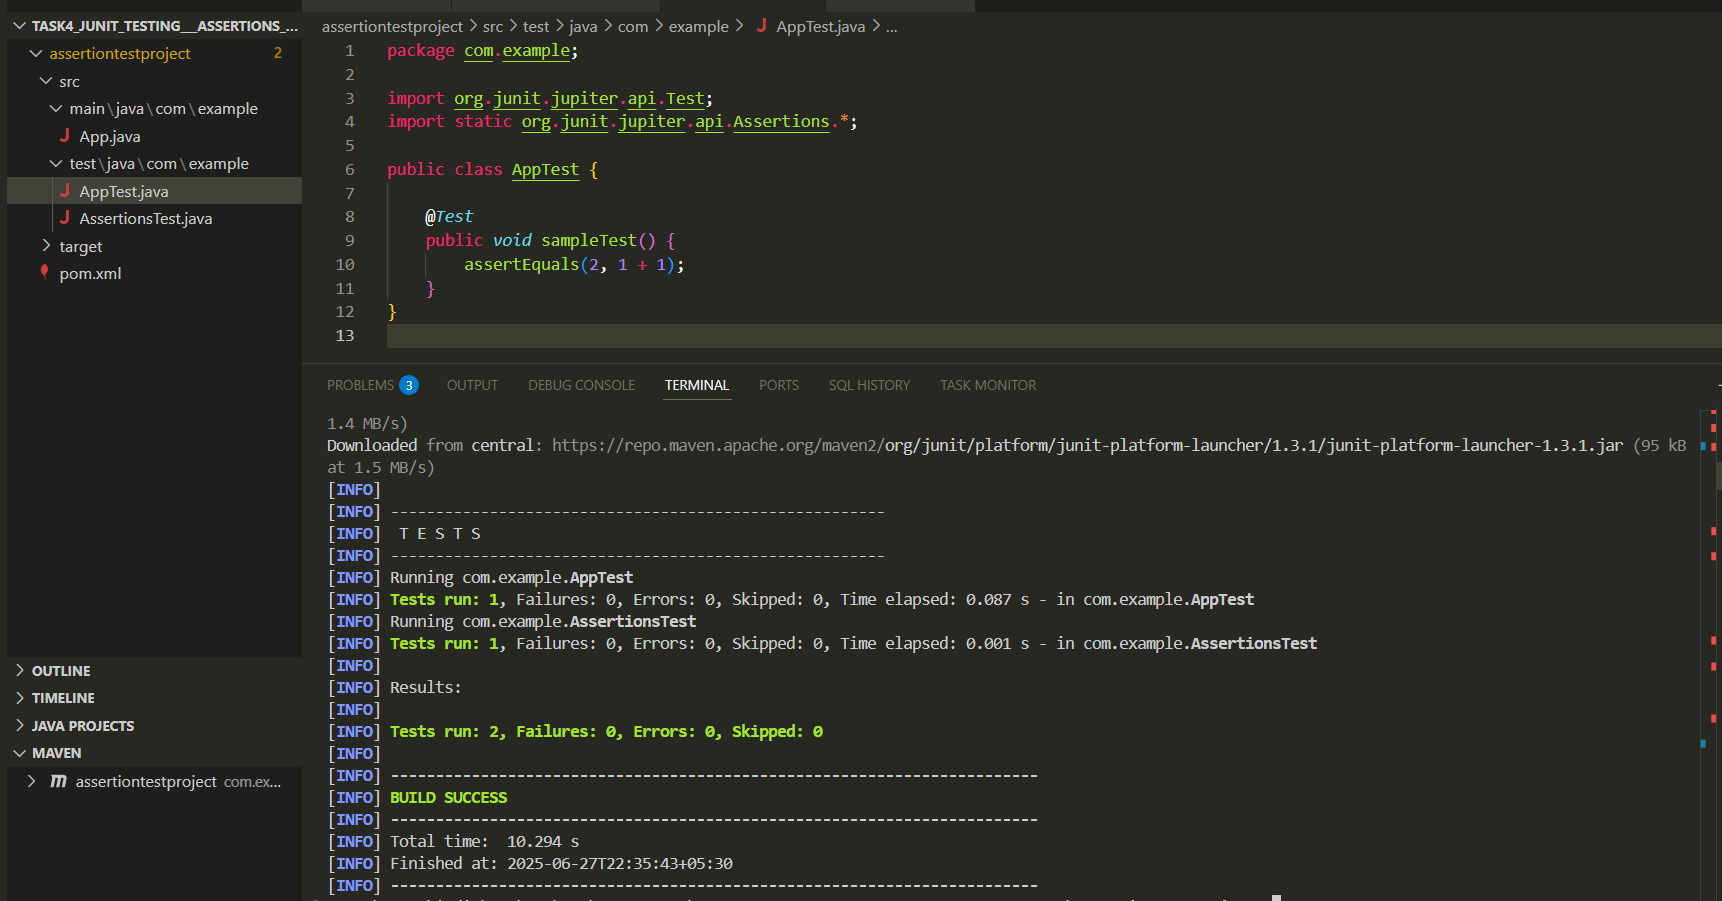 TASK4_JUNIT_TESTING__ASSERTIONS_...
assertiontestproject 2
src
main\java\com\example
App.java
test\java\com\example
AppTest.java
AssertionsTest.java
target
pom.xml
OUTLINE
TIMELINE
JAVA PROJECTS
MAVEN
assertiontestproject com.ex...
assertiontestproject > src > test > java > com > example > AppTest.java > ...
1 package com.example;
2
3 import org.junit.jupiter.api.Test;
4 import static org.junit.jupiter.api.Assertions.*;
5
6 public class AppTest {
7
8 @Test
9 public void sampleTest() {
10 assertEquals(2, 1 + 1);
11 }
12 }
13
PROBLEMS 3 OUTPUT DEBUG CONSOLE TERMINAL PORTS SQL HISTORY TASK MONITOR
1.4 MB/s)
Downloaded from central: https://repo.maven.apache.org/maven2/org/junit/platform/junit-platform-launcher/1.3.1/junit-platform-launcher-1.3.1.jar (95 kB
at 1.5 MB/s)
[INFO]
[INFO] -------------------------------------------------------
[INFO]  T E S T S
[INFO] -------------------------------------------------------
[INFO] Running com.example.AppTest
[INFO] Tests run: 1, Failures: 0, Errors: 0, Skipped: 0, Time elapsed: 0.087 s - in com.example.AppTest
[INFO] Running com.example.AssertionsTest
[INFO] Tests run: 1, Failures: 0, Errors: 0, Skipped: 0, Time elapsed: 0.001 s - in com.example.AssertionsTest
[INFO]
[INFO] Results:
[INFO]
[INFO] Tests run: 2, Failures: 0, Errors: 0, Skipped: 0
[INFO]
[INFO] ------------------------------------------------------------------------
[INFO] BUILD SUCCESS
[INFO] ------------------------------------------------------------------------
[INFO] Total time:  10.294 s
[INFO] Finished at: 2025-06-27T22:35:43+05:30
[INFO] ------------------------------------------------------------------------